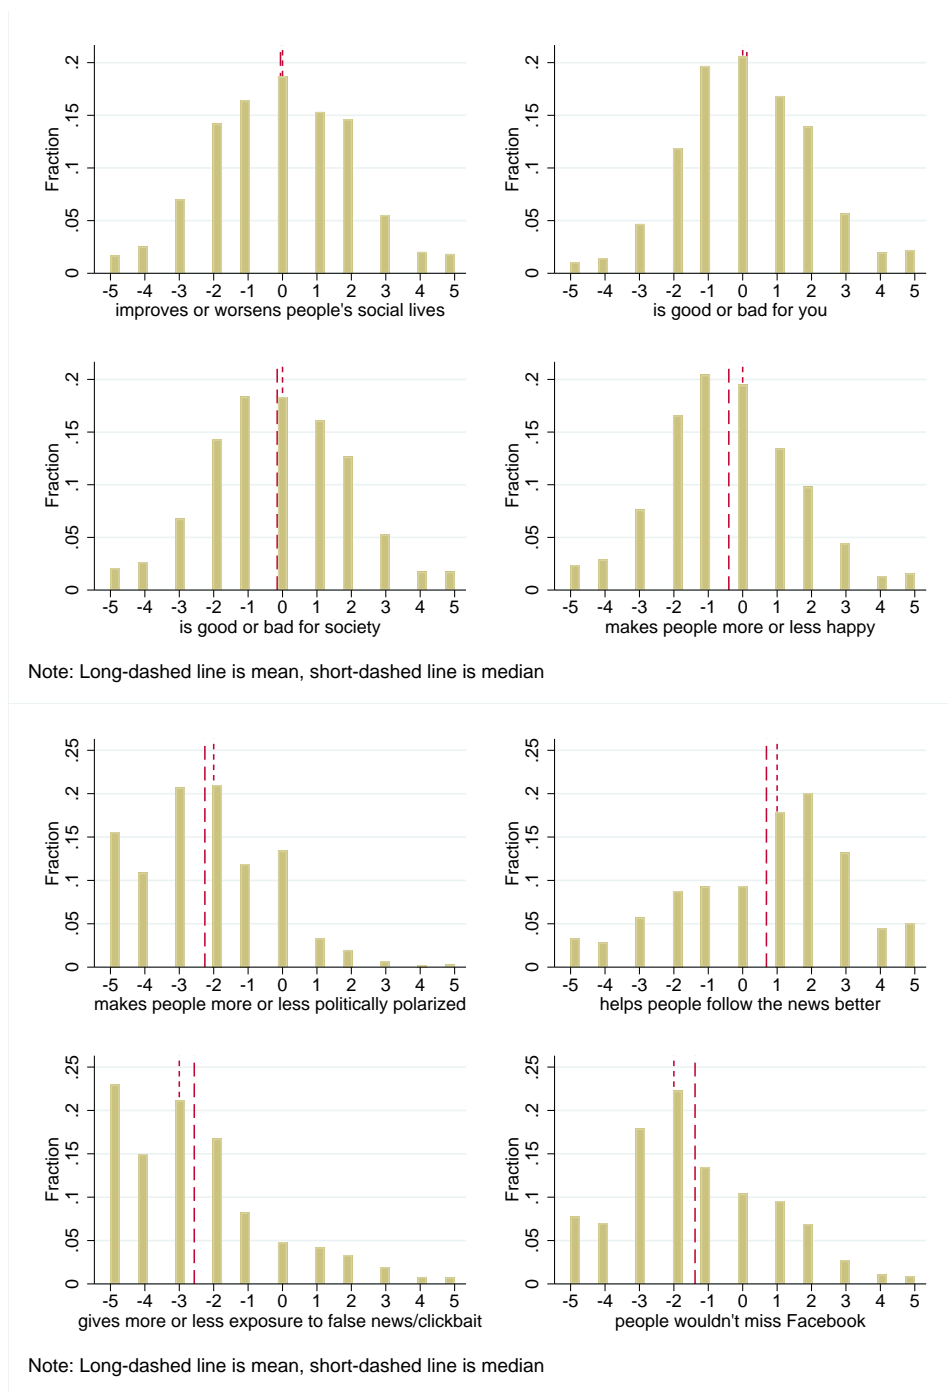 Fraction
0 .05 .1 .15 .2
-5 -4 -3 -2 -1 0 1 2 3 4 5
improves or worsens people's social lives
Fraction
0 .05 .1 .15 .2
-5 -4 -3 -2 -1 0 1 2 3 4 5
is good or bad for you
Fraction
0 .05 .1 .15 .2
-5 -4 -3 -2 -1 0 1 2 3 4 5
is good or bad for society
Fraction
0 .05 .1 .15 .2
-5 -4 -3 -2 -1 0 1 2 3 4 5
makes people more or less happy
Note: Long-dashed line is mean, short-dashed line is median
Fraction
0 .05 .1 .15 .2 .25
-5 -4 -3 -2 -1 0 1 2 3 4 5
makes people more or less politically polarized
Fraction
0 .05 .1 .15 .2 .25
-5 -4 -3 -2 -1 0 1 2 3 4 5
helps people follow the news better
Fraction
0 .05 .1 .15 .2 .25
-5 -4 -3 -2 -1 0 1 2 3 4 5
gives more or less exposure to false news/clickbait
Fraction
0 .05 .1 .15 .2 .25
-5 -4 -3 -2 -1 0 1 2 3 4 5
people wouldn't miss Facebook
Note: Long-dashed line is mean, short-dashed line is median